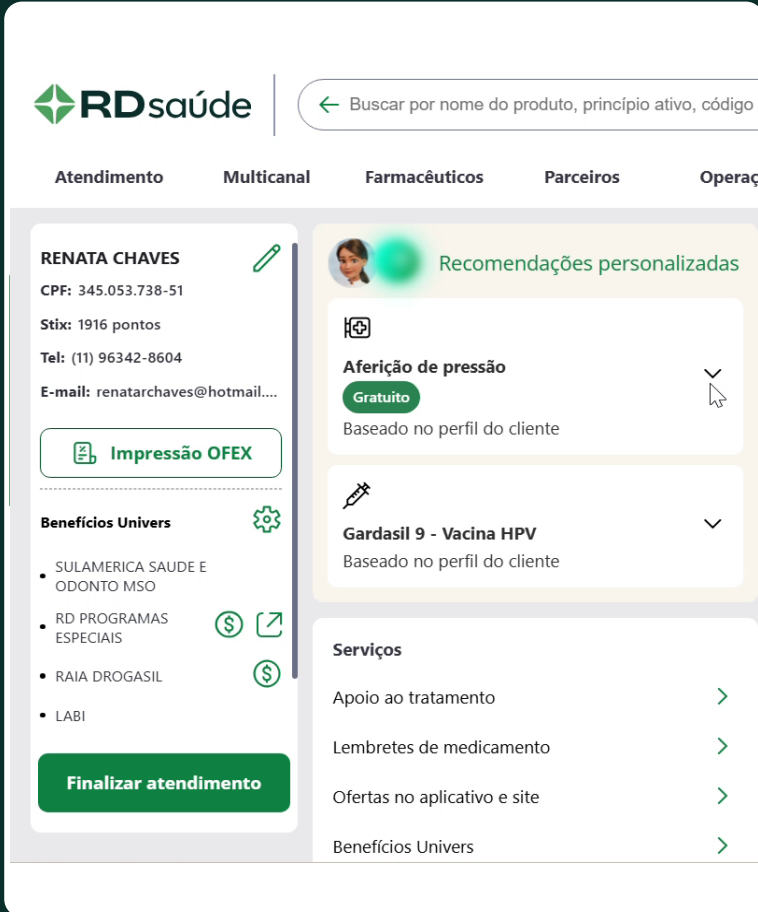 RDsaúde
Buscar por nome do produto, princípio ativo, código
Atendimento
Multicanal
Farmacêuticos
Parceiros
Operaç
RENATA CHAVES
CPF: 345.053.738-51
Stix: 1916 pontos
Tel: (11) 96342-8604
E-mail: renatarchaves@hotmail....
Impressão OFEX
Benefícios Univers
SULAMERICA SAUDE E
ODONTO MSO
RD PROGRAMAS
ESPECIAIS
RAIA DROGASIL
LABI
Finalizar atendimento
Recomendações personalizadas
Aferição de pressão
Gratuito
Baseado no perfil do cliente
Gardasil 9 - Vacina HPV
Baseado no perfil do cliente
Serviços
Apoio ao tratamento
Lembretes de medicamento
Ofertas no aplicativo e site
Benefícios Univers